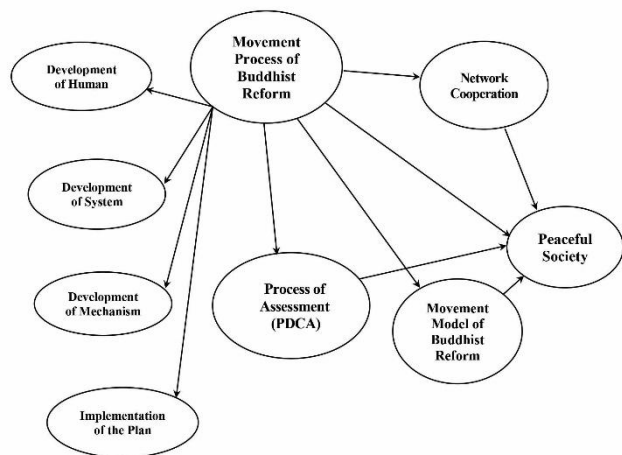 Movement
Process of
Buddhist
Reform
Development
of Human
Network
Cooperation
Development
of System
Peaceful
Society
Development
of Mechanism
Process of
Assessment
(PDCA)
Movement
Model of
Buddhist
Reform
Implementation
of the Plan